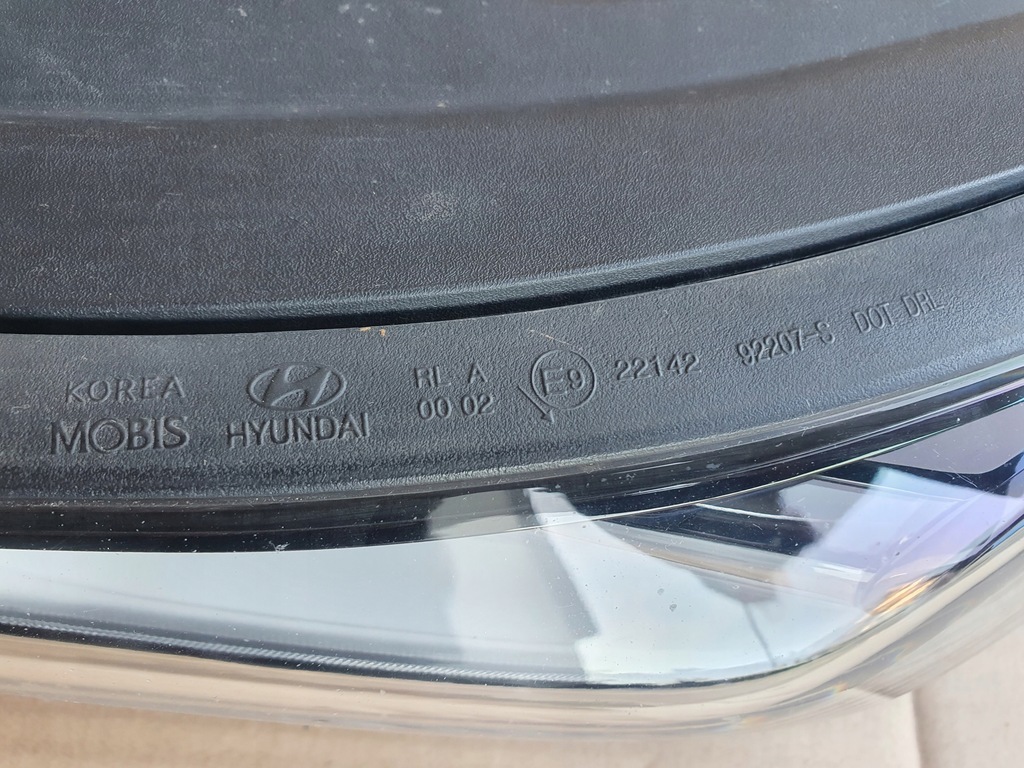 KOREA
MOBIS
HYUNDAI
RL A
00 02
E9
22142
92207-S DOT DRL